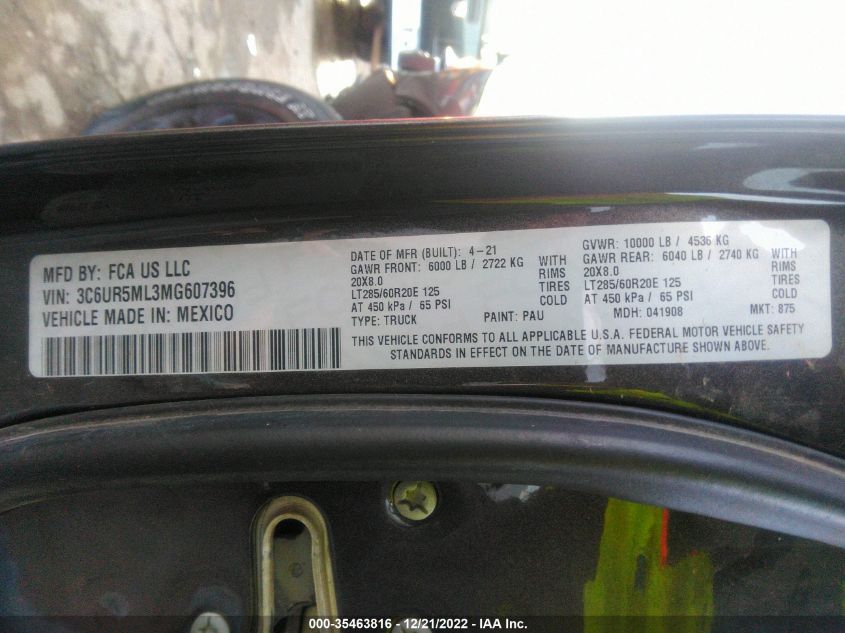 MFD BY: FCA US LLC
VIN: 3C6UR5ML3MG607396
VEHICLE MADE IN: MEXICO
DATE OF MFR (BUILT): 4-21
GAWR FRONT: 6000 LB / 2722 KG WITH
20X8.0 RIMS
LT285/60R20E 125 TIRES
AT 450 kPa / 65 PSI COLD
TYPE: TRUCK PAINT: PAU
GVWR: 10000 LB / 4536 KG
GAWR REAR: 6040 LB / 2740 KG WITH
20X8.0 RIMS
LT285/60R20E 125 TIRES
AT 450 kPa / 65 PSI COLD
MDH: 041908 MKT: 875
THIS VEHICLE CONFORMS TO ALL APPLICABLE U.S.A. FEDERAL MOTOR VEHICLE SAFETY
STANDARDS IN EFFECT ON THE DATE OF MANUFACTURE SHOWN ABOVE.
000-35463816 - 12/21/2022 - IAA Inc.